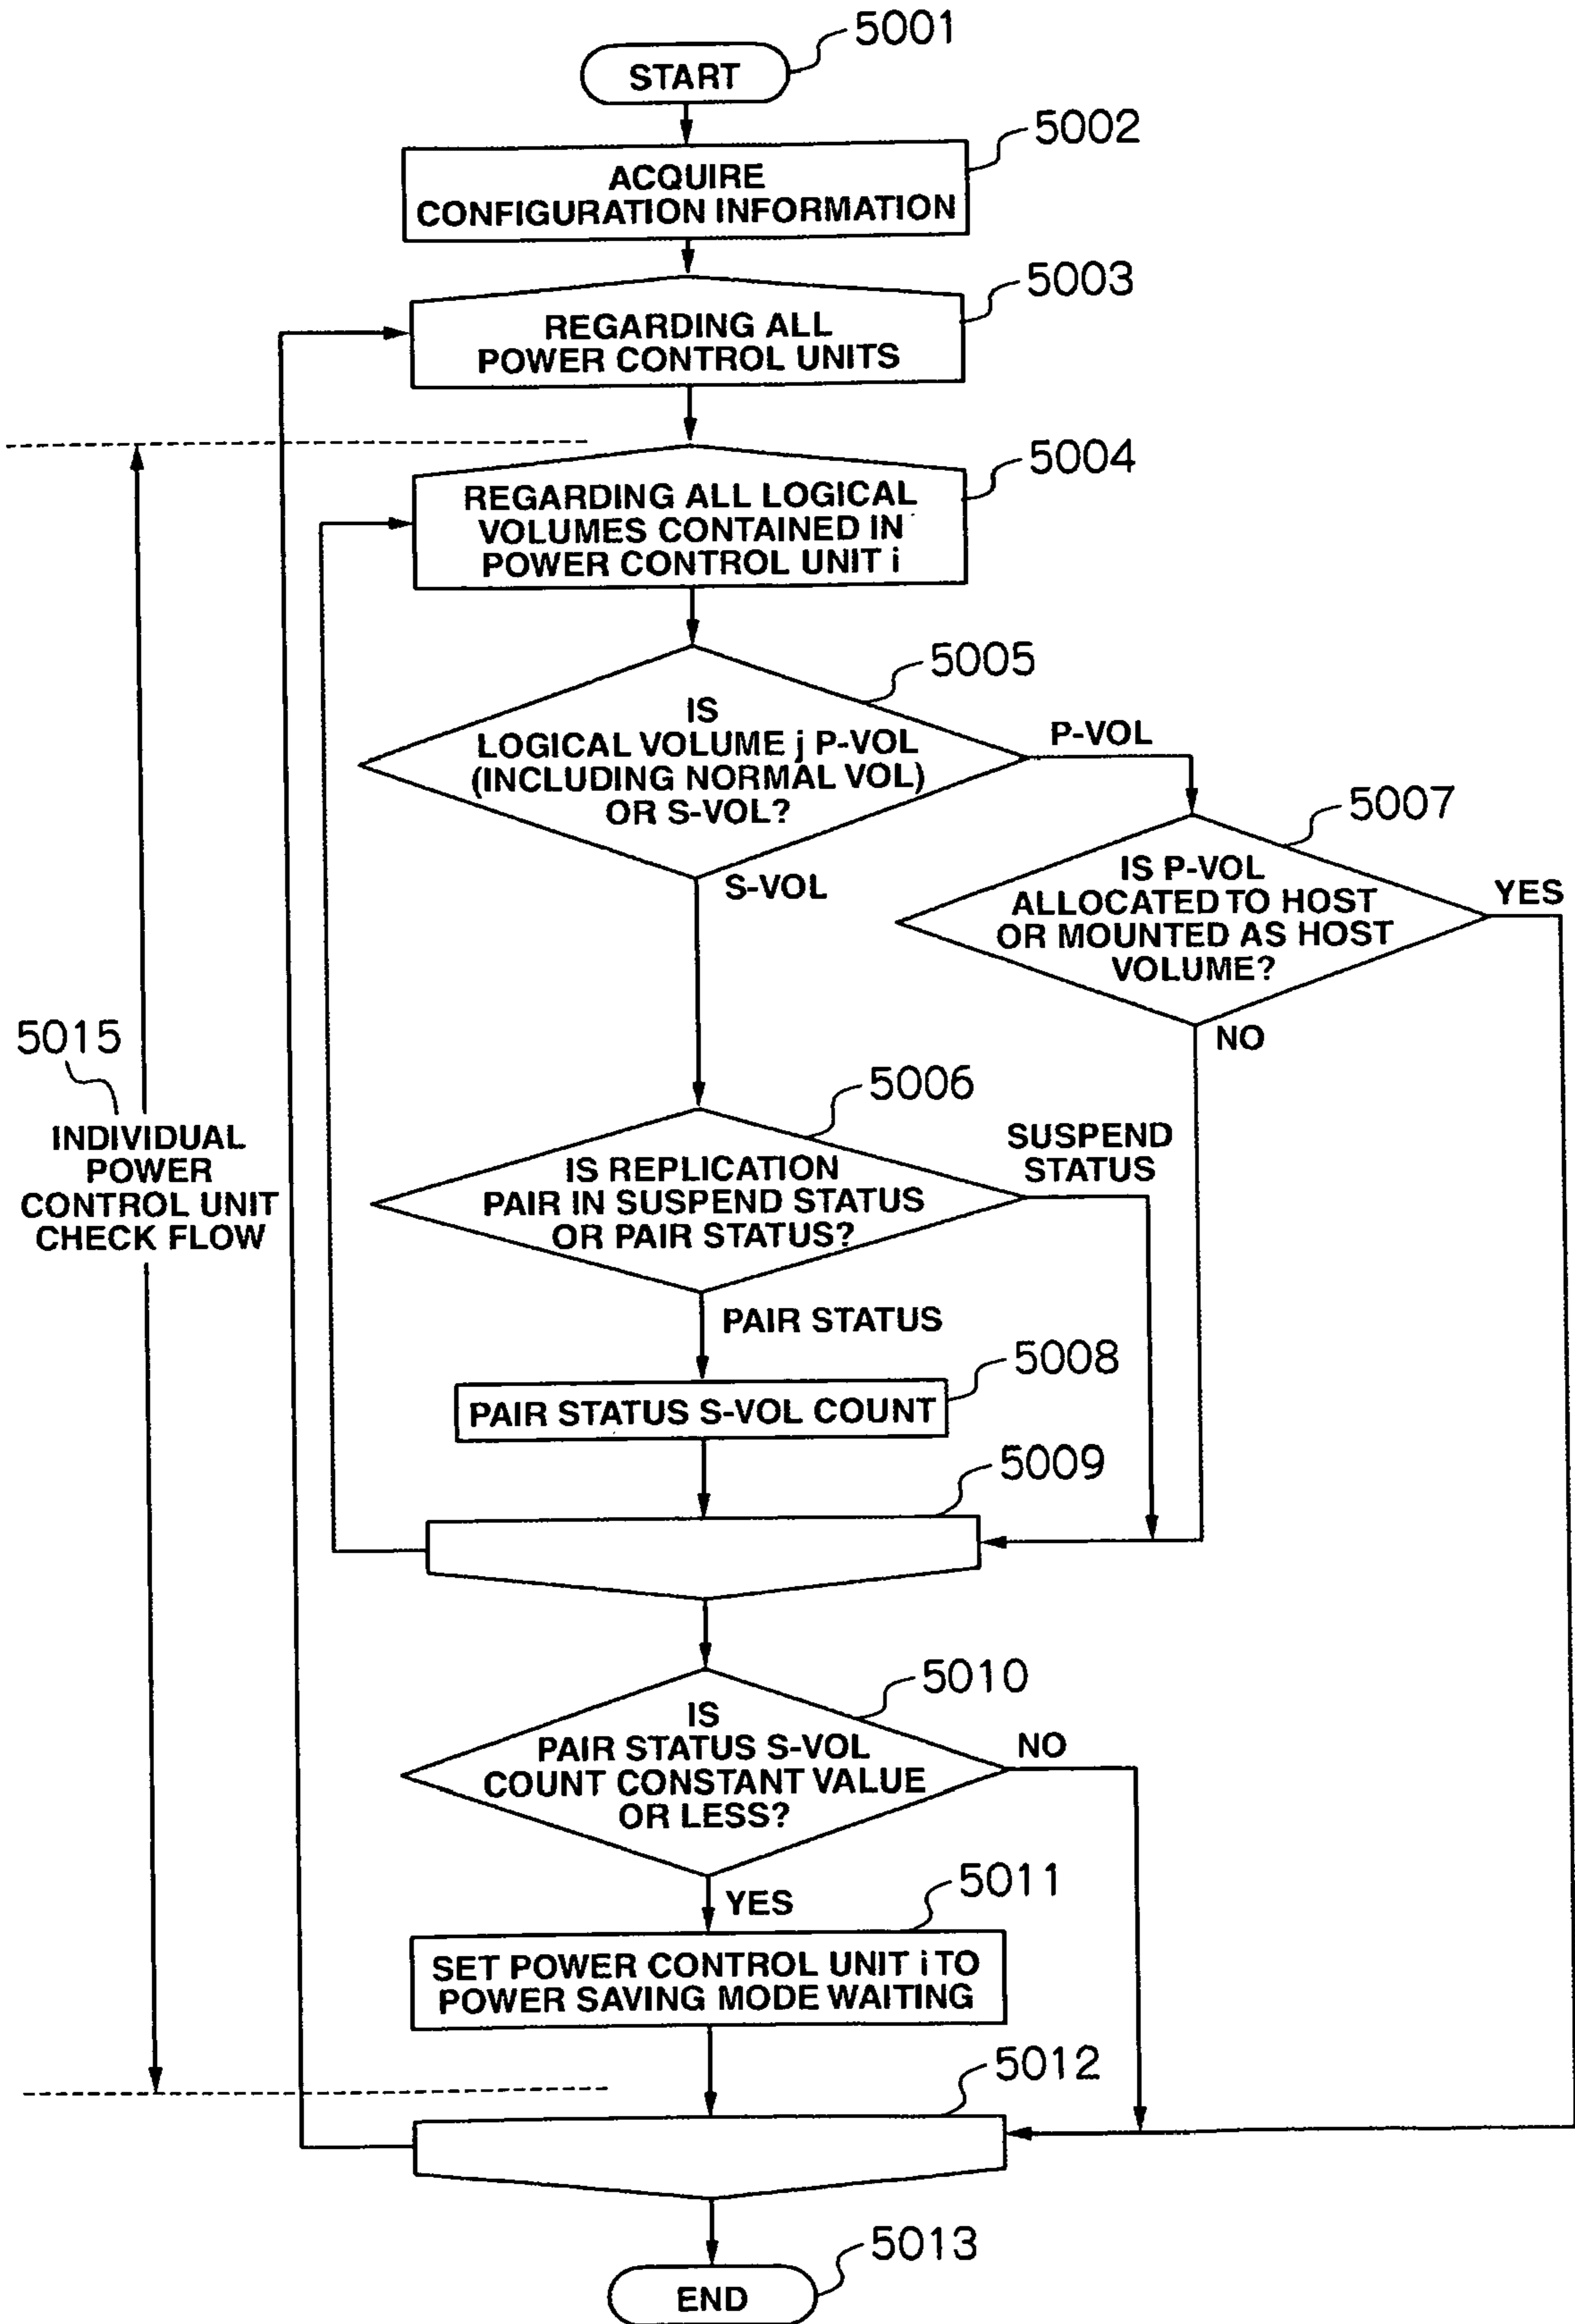 5001
START
5002
ACQUIRE
CONFIGURATION INFORMATION
5003
REGARDING ALL
POWER CONTROL UNITS
5004
REGARDING ALL LOGICAL
VOLUMES CONTAINED IN
POWER CONTROL UNIT i
5005
IS
LOGICAL VOLUME j P-VOL
(INCLUDING NORMAL VOL)
OR S-VOL?
P-VOL
S-VOL
5007
IS P-VOL
ALLOCATED TO HOST
OR MOUNTED AS HOST
VOLUME?
YES
NO
5015
INDIVIDUAL
POWER
CONTROL UNIT
CHECK FLOW
5006
IS REPLICATION
PAIR IN SUSPEND STATUS
OR PAIR STATUS?
SUSPEND
STATUS
PAIR STATUS
5008
PAIR STATUS S-VOL COUNT
5009
5010
IS
PAIR STATUS S-VOL
COUNT CONSTANT VALUE
OR LESS?
NO
YES
5011
SET POWER CONTROL UNIT i TO
POWER SAVING MODE WAITING
5012
5013
END